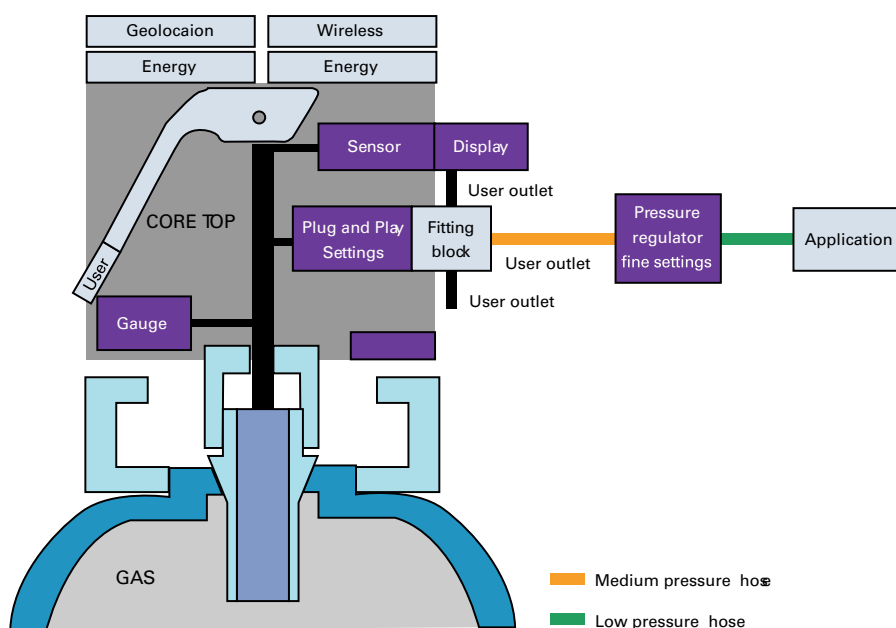 Geolocaion
Wireless
Energy
Energy
Sensor
Display
User outlet
CORE TOP
Plug and Play
Settings
Fitting
block
User outlet
User outlet
Pressure
regulator
fine settings
Application
User
Gauge
GAS
Medium pressure hose
Low pressure hose